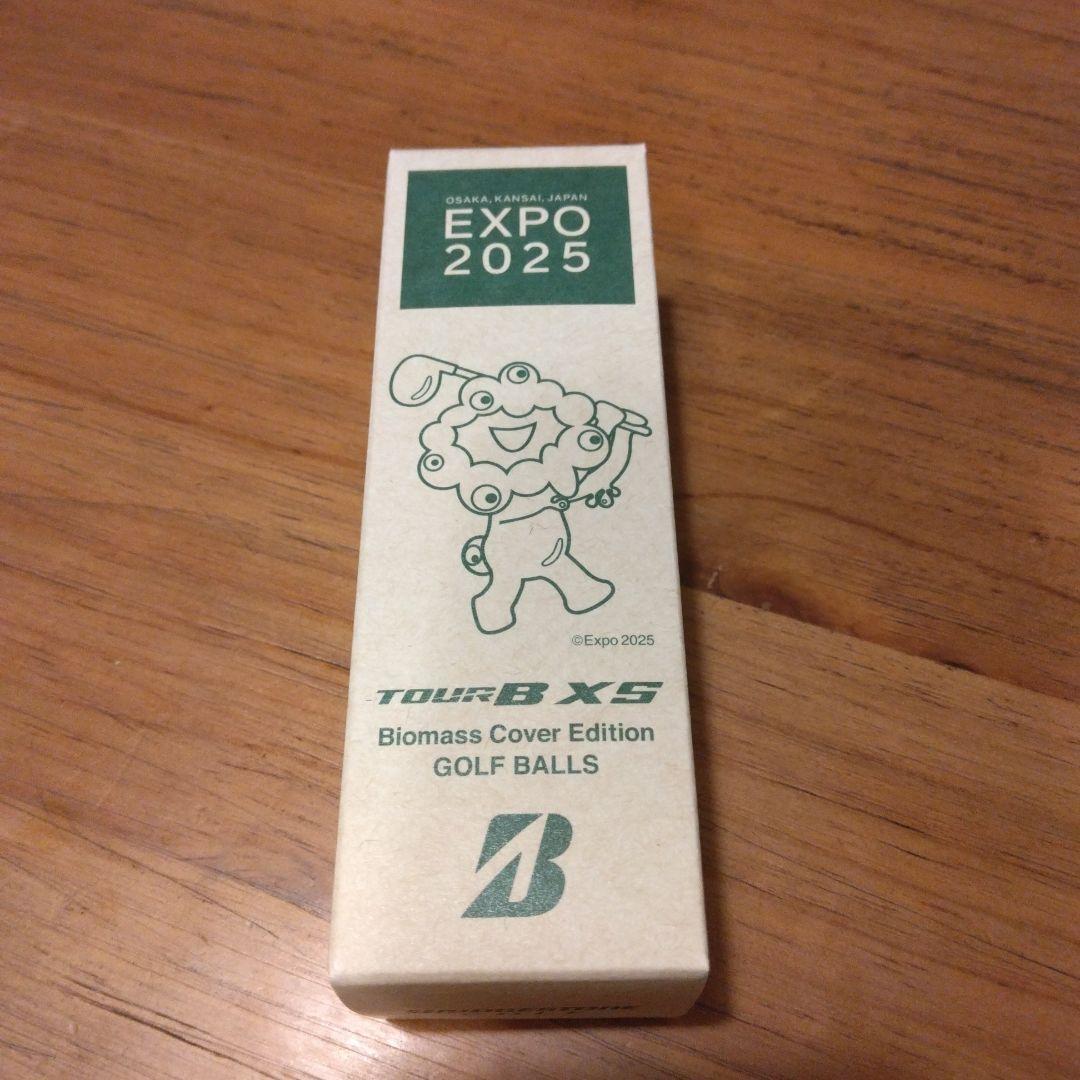 OSAKA, KANSAI, JAPAN
EXPO
2025
©Expo 2025
TOUR B XS
Biomass Cover Edition
GOLF BALLS
B